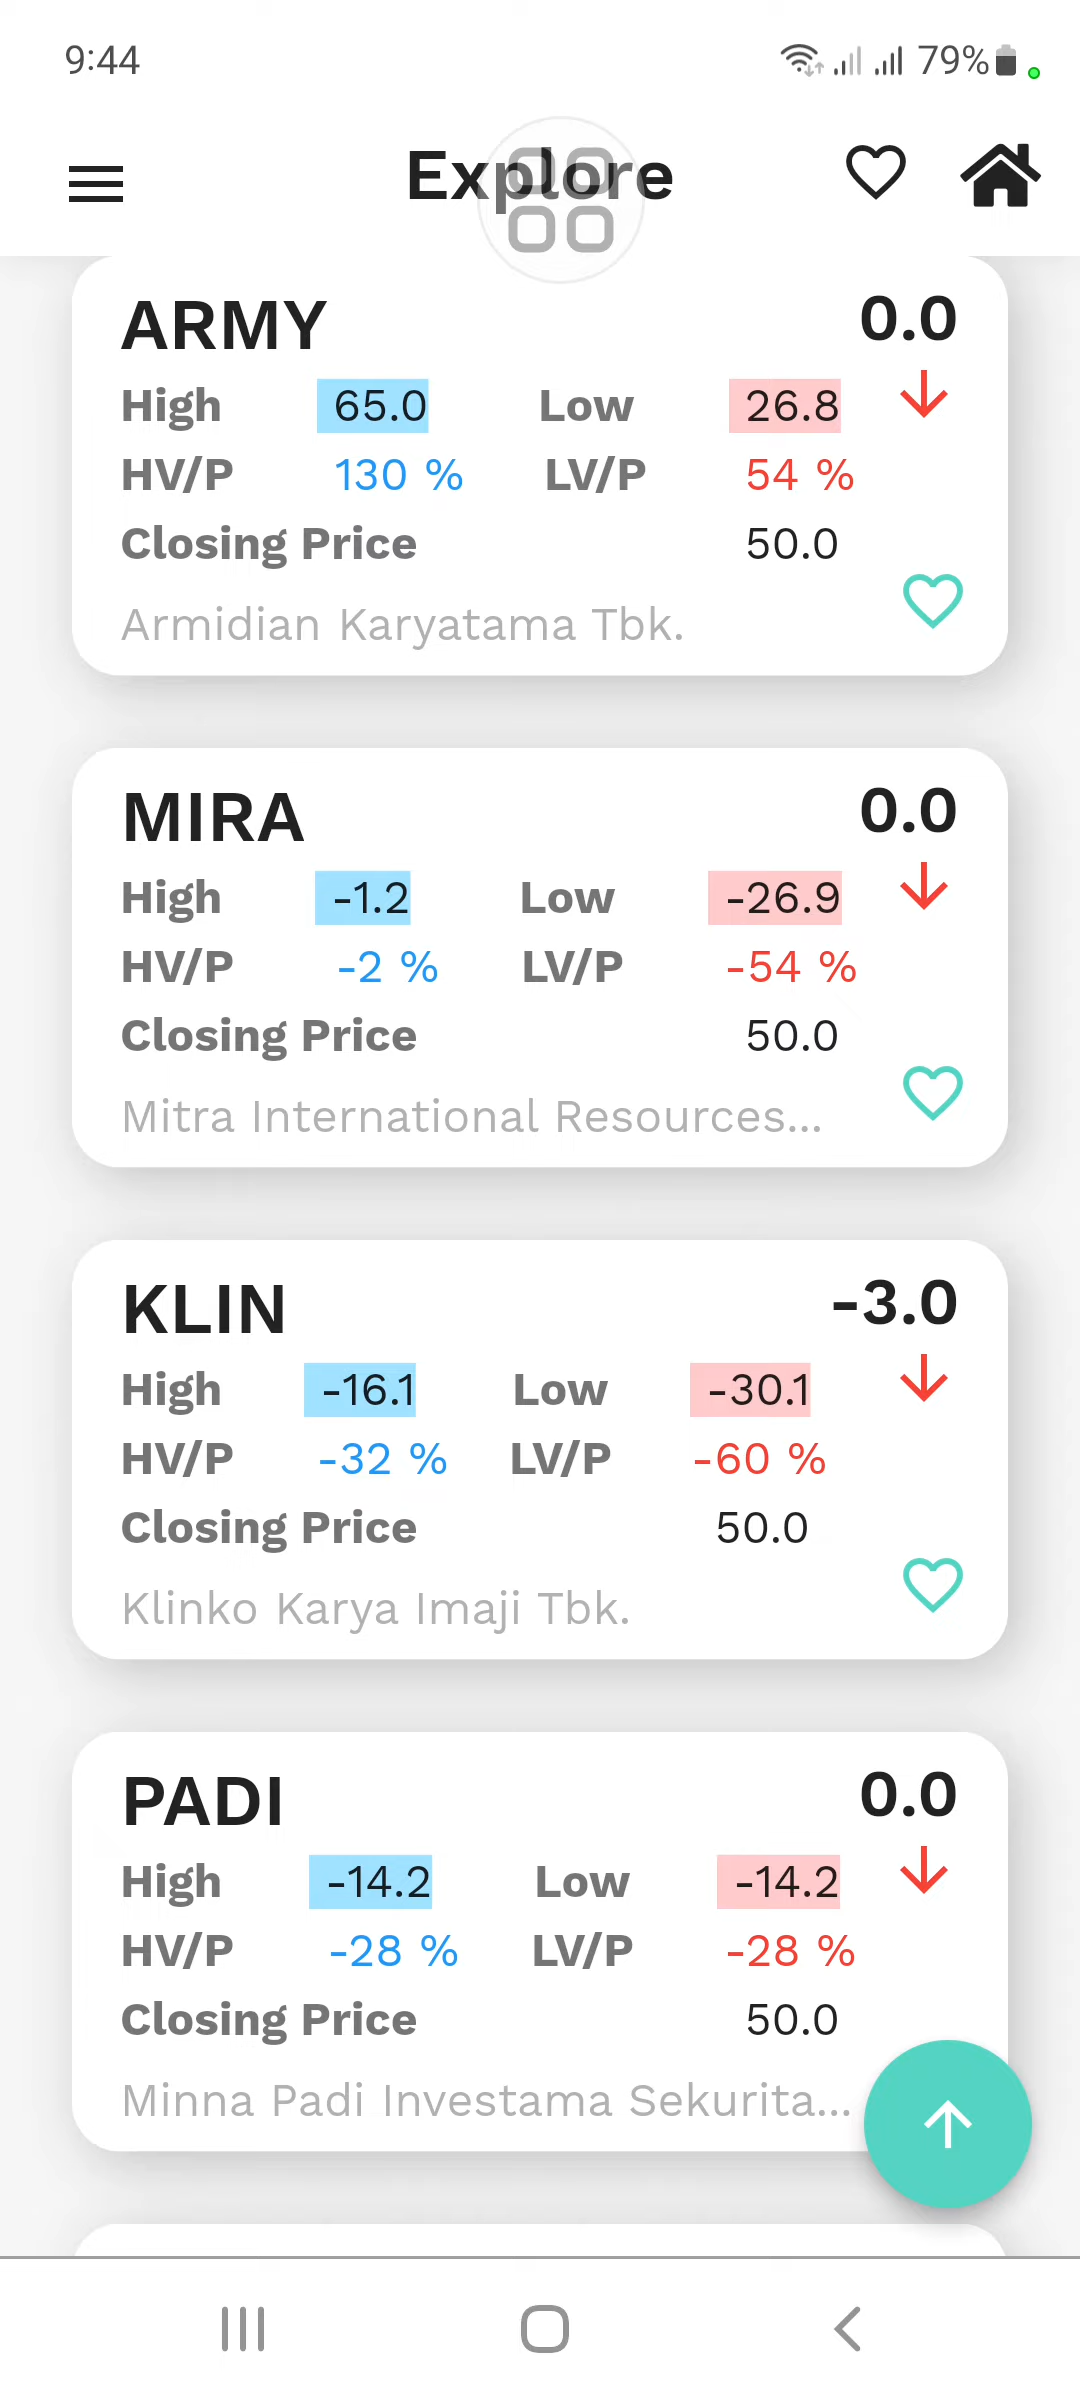 9:44
79%
Explore
ARMY 0.0
High 65.0 Low 26.8
HV/P 130 % LV/P 54 %
Closing Price 50.0
Armidian Karyatama Tbk.
MIRA 0.0
High -1.2 Low -26.9
HV/P -2 % LV/P -54 %
Closing Price 50.0
Mitra International Resources...
KLIN -3.0
High -16.1 Low -30.1
HV/P -32 % LV/P -60 %
Closing Price 50.0
Klinko Karya Imaji Tbk.
PADI 0.0
High -14.2 Low -14.2
HV/P -28 % LV/P -28 %
Closing Price 50.0
Minna Padi Investama Sekurita...